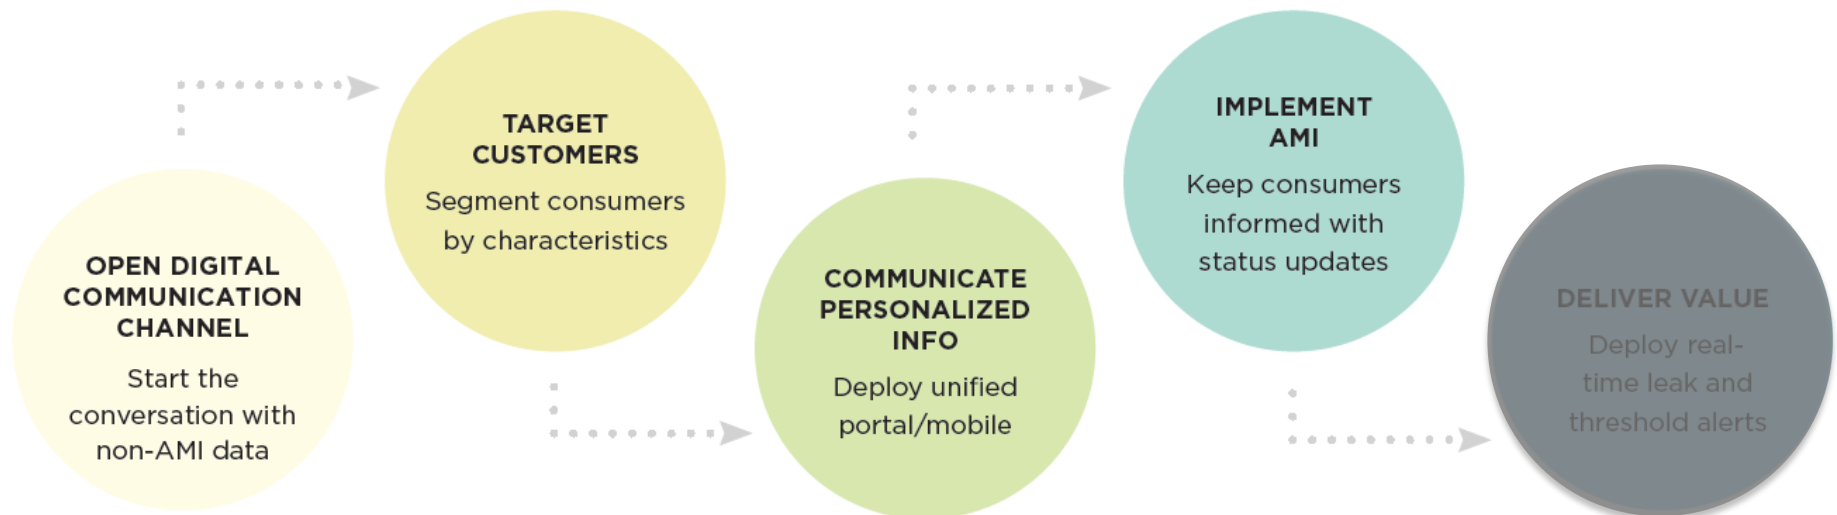 OPEN DIGITAL
COMMUNICATION
CHANNEL
Start the
conversation with
non-AMI data
TARGET
CUSTOMERS
Segment consumers
by characteristics
COMMUNICATE
PERSONALIZED
INFO
Deploy unified
portal/mobile
IMPLEMENT
AMI
Keep consumers
informed with
status updates
DELIVER VALUE
Deploy real-
time leak and
threshold alerts